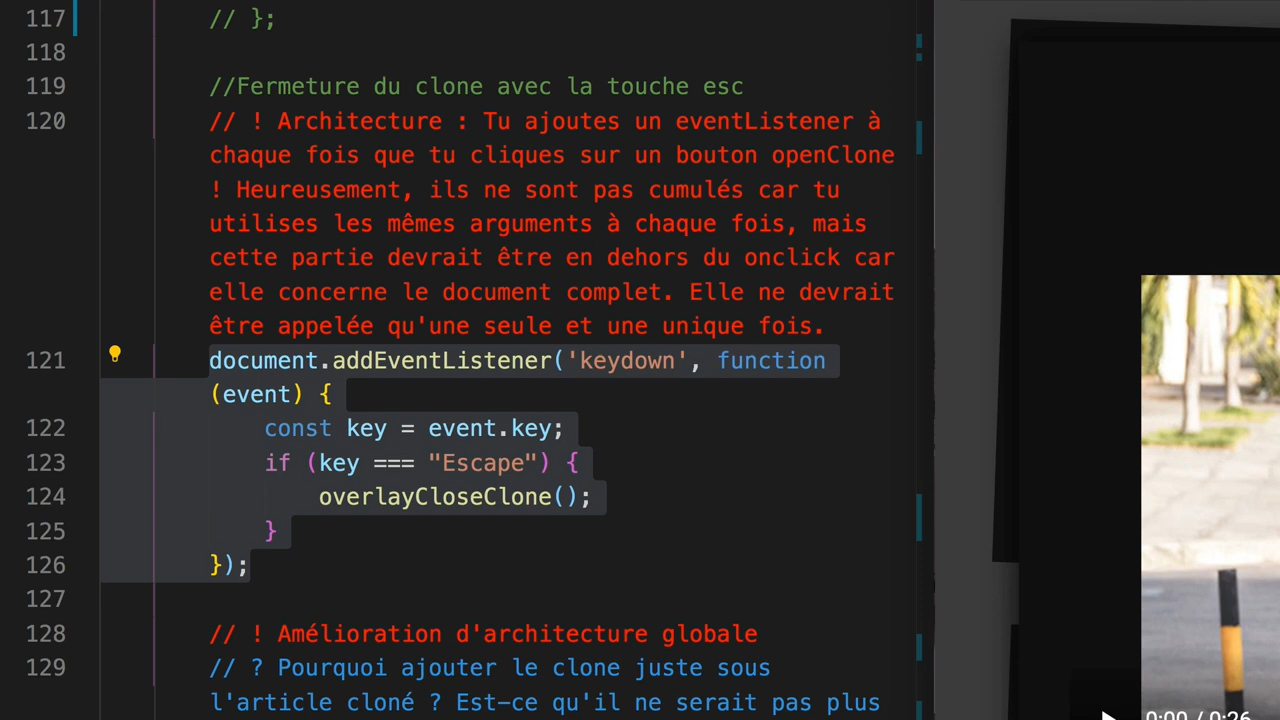 117 // };
118
119 //Fermeture du clone avec la touche esc
120 // ! Architecture : Tu ajoutes un eventListener à
chaque fois que tu cliques sur un bouton openClone
! Heureusement, ils ne sont pas cumulés car tu
utilises les mêmes arguments à chaque fois, mais
cette partie devrait être en dehors du onclick car
elle concerne le document complet. Elle ne devrait
être appelée qu'une seule et une unique fois.
121 document.addEventListener('keydown', function
(event) {
122 const key = event.key;
123 if (key === "Escape") {
124 overlayCloseClone();
125 }
126 });
127
128 // ! Amélioration d'architecture globale
129 // ? Pourquoi ajouter le clone juste sous
l'article cloné ? Est-ce qu'il ne serait pas plus
0:00 / 0:26